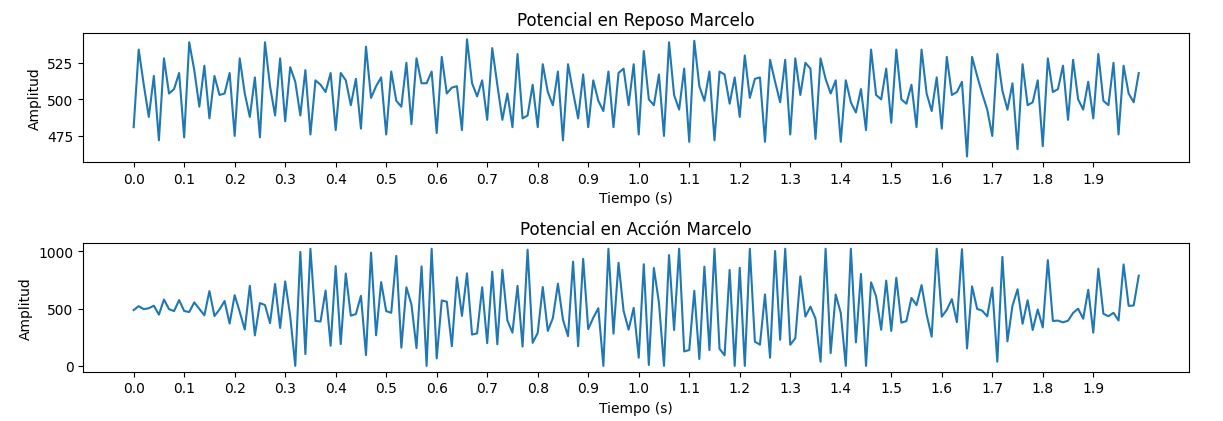 Potencial en Reposo Marcelo
Amplitud
525
500
475
0.0 0.1 0.2 0.3 0.4 0.5 0.6 0.7 0.8 0.9 1.0 1.1 1.2 1.3 1.4 1.5 1.6 1.7 1.8 1.9
Tiempo (s)
Potencial en Acción Marcelo
Amplitud
1000
500
0
0.0 0.1 0.2 0.3 0.4 0.5 0.6 0.7 0.8 0.9 1.0 1.1 1.2 1.3 1.4 1.5 1.6 1.7 1.8 1.9
Tiempo (s)